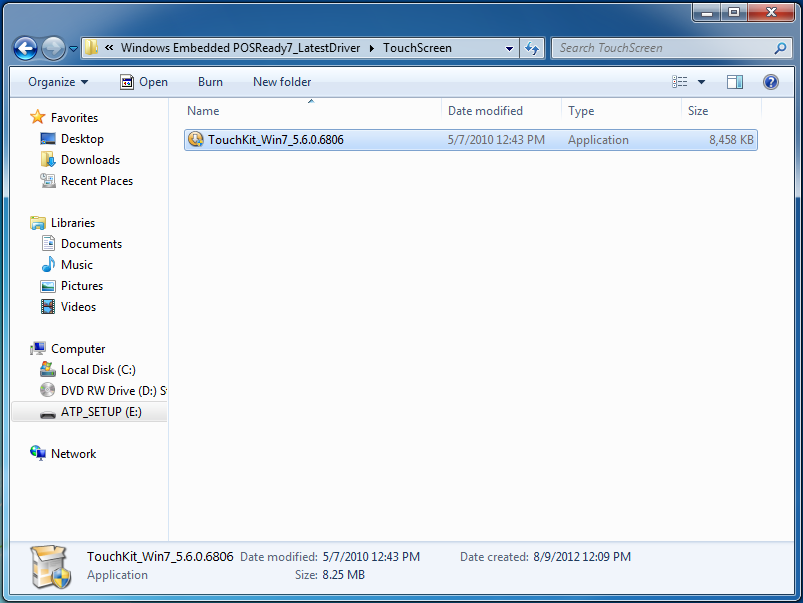 « Windows Embedded POSReady7_LatestDriver ▸ TouchScreen
Search TouchScreen
Organize Open Burn New folder
Name Date modified Type Size
TouchKit_Win7_5.6.0.6806 5/7/2010 12:43 PM Application 8,458 KB
Favorites
Desktop
Downloads
Recent Places
Libraries
Documents
Music
Pictures
Videos
Computer
Local Disk (C:)
DVD RW Drive (D:) S
ATP_SETUP (E:)
Network
TouchKit_Win7_5.6.0.6806 Date modified: 5/7/2010 12:43 PM Date created: 8/9/2012 12:09 PM
Application Size: 8.25 MB